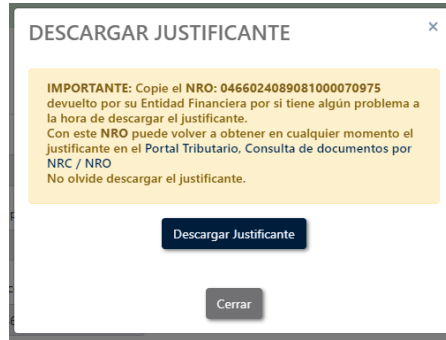 DESCARGAR JUSTIFICANTE
×
IMPORTANTE: Copie el NRO: 0466024089081000070975
devuelto por su Entidad Financiera por si tiene algún problema a
la hora de descargar el justificante.
Con este NRO puede volver a obtener en cualquier momento el
justificante en el Portal Tributario, Consulta de documentos por
NRC / NRO
No olvide descargar el justificante.
Descargar Justificante
Cerrar